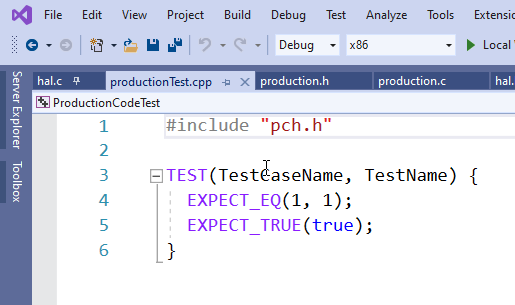 File Edit View Git Project Build
Debug Test Analyze Tools Extensio
Debug x86 Local
Server Explorer
Toolbox
hal.c productionTest.cpp production.h production.c hal.
ProductionCodeTest
1 #include "pch.h"
2
3 TEST(TestCaseName, TestName) {
4 EXPECT_EQ(1, 1);
5 EXPECT_TRUE(true);
6 }